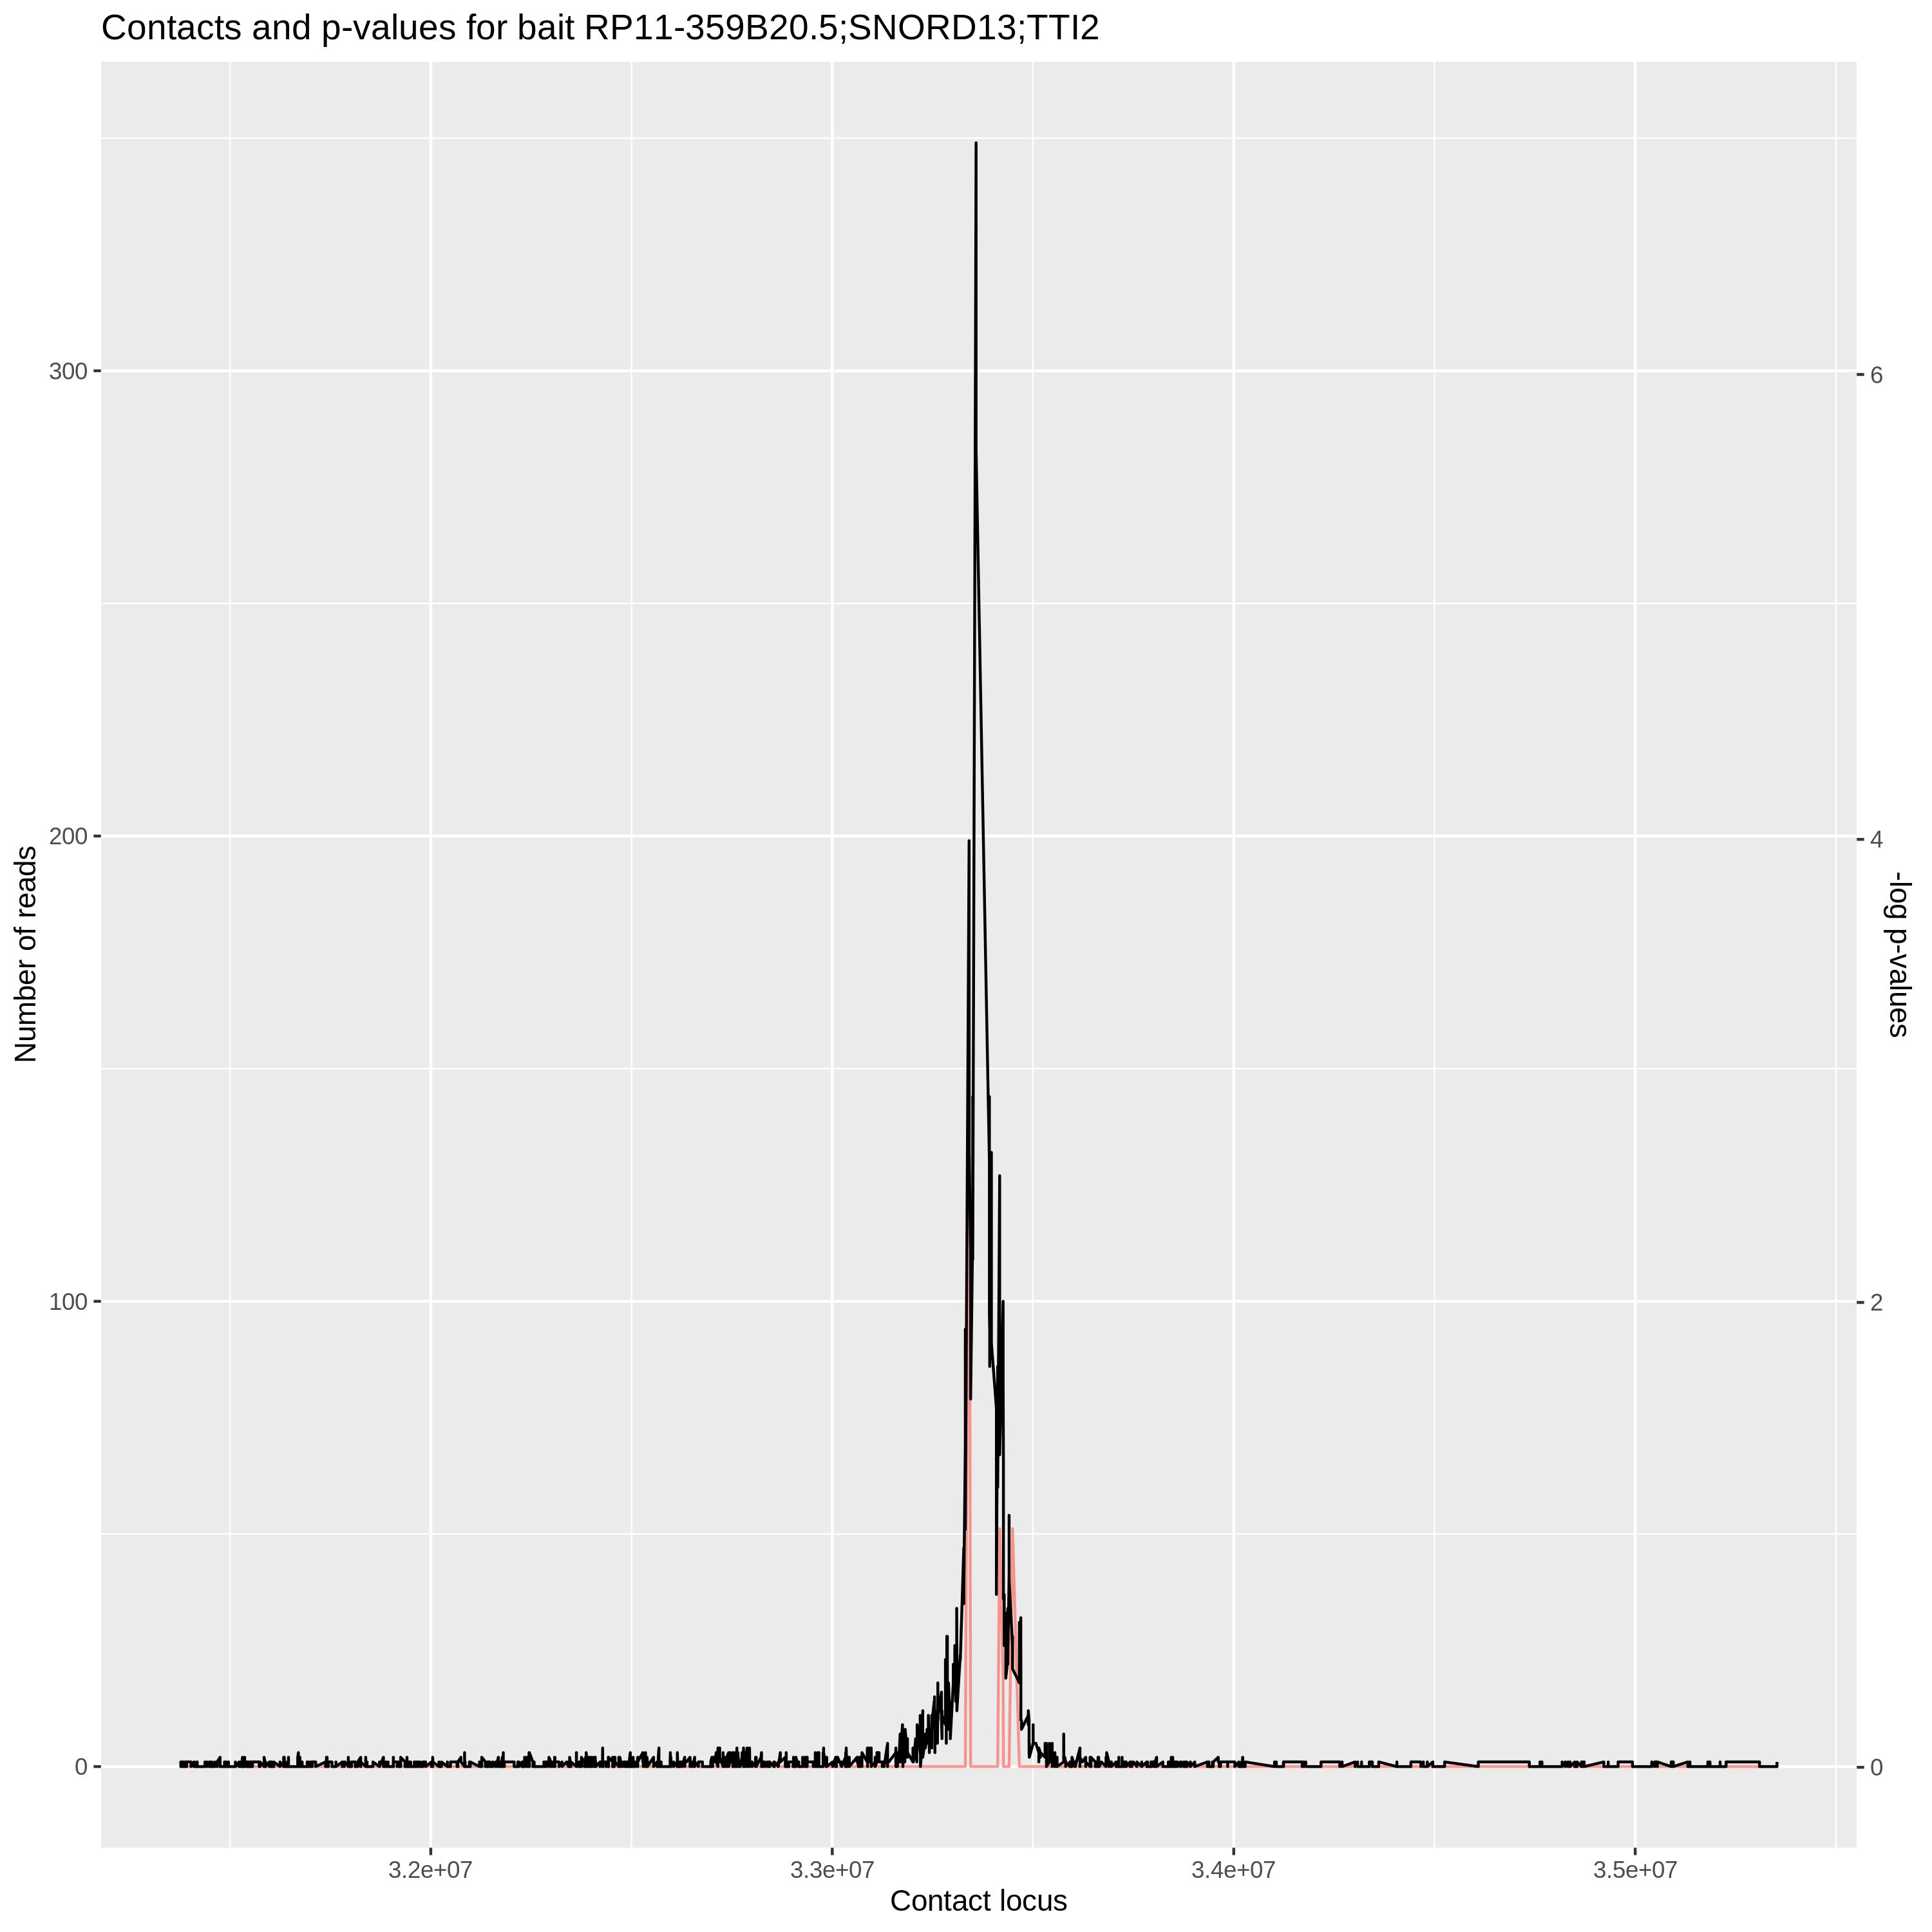 Contacts and p-values for bait RP11-359B20.5;SNORD13;TTI2
Number of reads
300
200
100
0
6
4
2
0
-log p-values
3.2e+07
3.3e+07
3.4e+07
3.5e+07
Contact locus